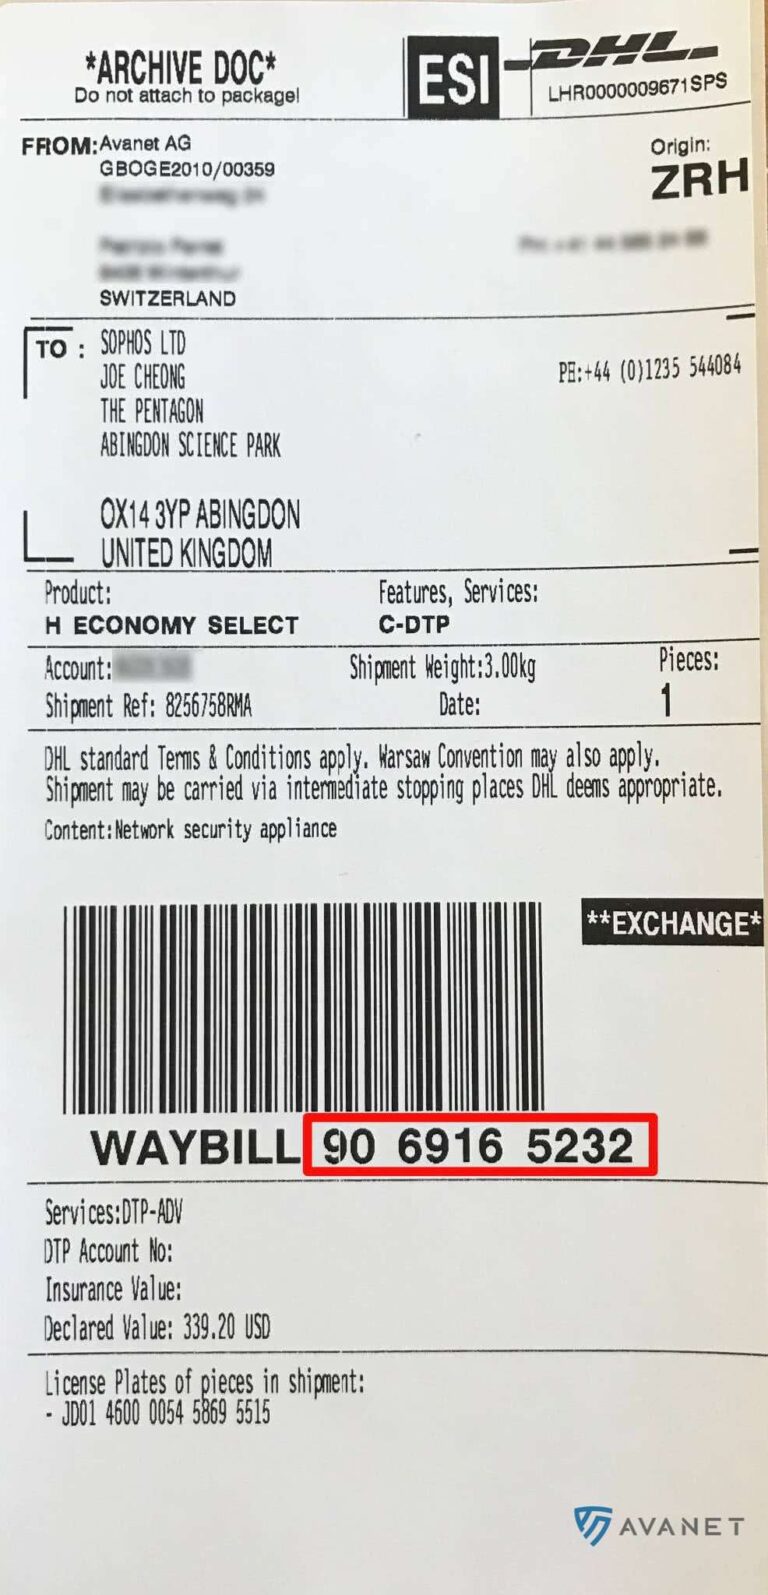 *ARCHIVE DOC*
Do not attach to package!
ESI
DHL
LHR0000009671SPS
FROM: Avanet AG
GBOGE2010/00359
Origin:
ZRH
SWITZERLAND
TO : SOPHOS LTD
JOE CHEONG
PH:+44 (0)1235 544084
THE PENTAGON
ABINGDON SCIENCE PARK
OX14 3YP ABINGDON
UNITED KINGDOM
Product: Features, Services:
H ECONOMY SELECT C-DTP
Account: Shipment Weight:3.00kg Pieces:
Shipment Ref: 8256758RMA Date: 1
DHL standard Terms & Conditions apply. Warsaw Convention may also apply.
Shipment may be carried via intermediate stopping places DHL deems appropriate.
Content:Network security appliance
**EXCHANGE*
WAYBILL 90 6916 5232
Services:DTP-ADV
DTP Account No:
Insurance Value:
Declared Value: 339.20 USD
License Plates of pieces in shipment:
- JD01 4600 0054 5869 5515
AVANET